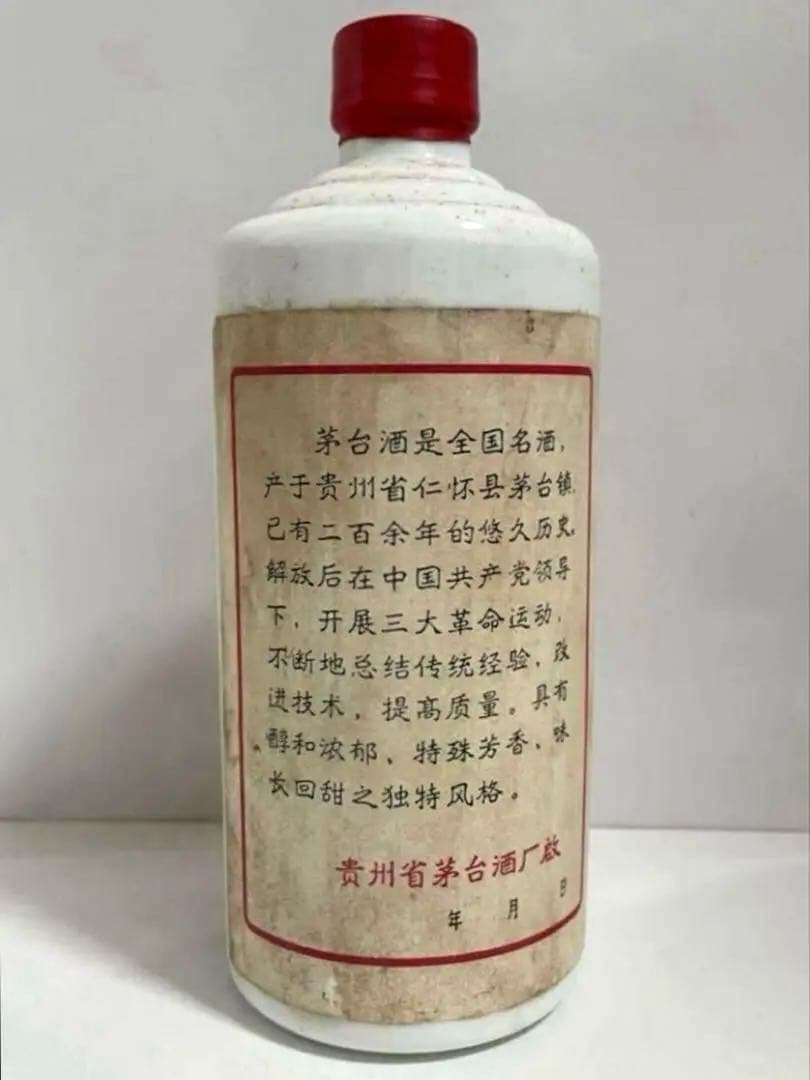 茅台酒是全国名酒，
产于贵州省仁怀县茅台镇，
已有二百余年的悠久历史。
解放后在中国共产党领导
下，开展三大革命运动，
不断地总结传统经验，改
进技术，提高质量。具有
醇和浓郁、特殊芳香、味
长回甜之独特风格。
贵州省茅台酒厂啟
年 月 日